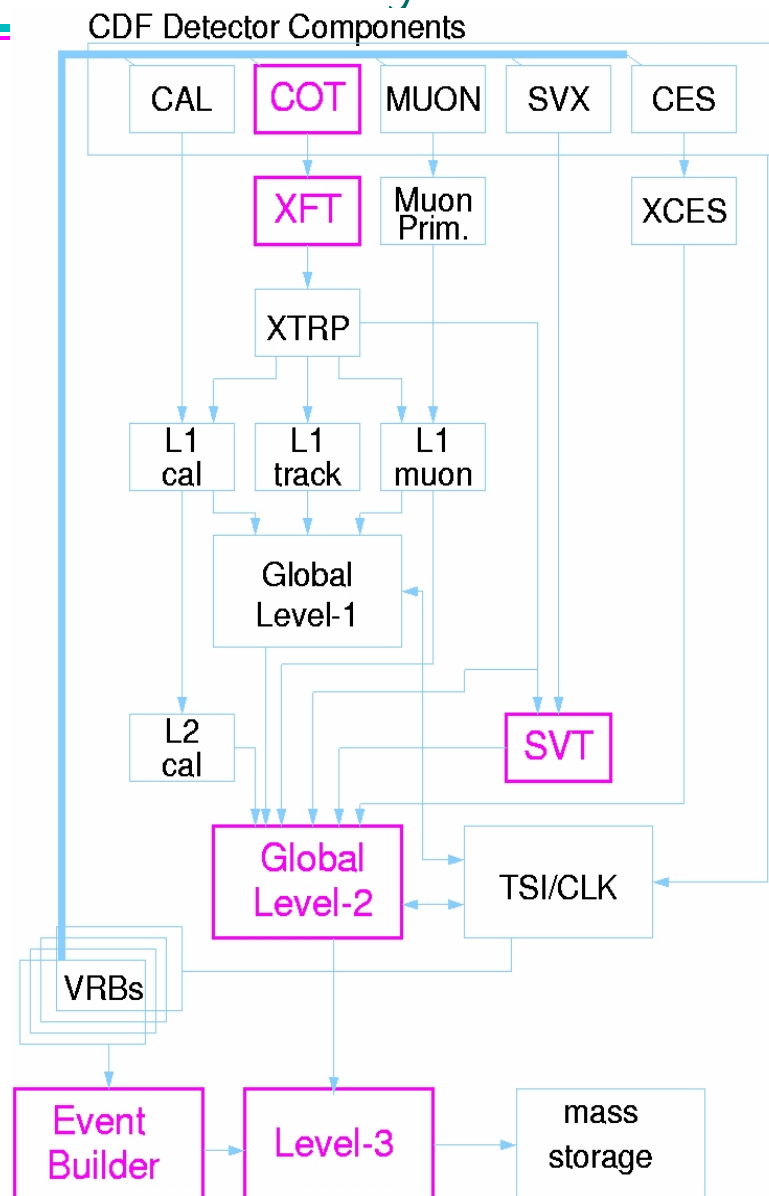 CDF Detector Components
CAL
COT
MUON
SVX
CES
XFT
Muon
Prim.
XCES
XTRP
L1
cal
L1
track
L1
muon
Global
Level-1
L2
cal
SVT
Global
Level-2
TSI/CLK
VRBs
Event
Builder
Level-3
mass
storage